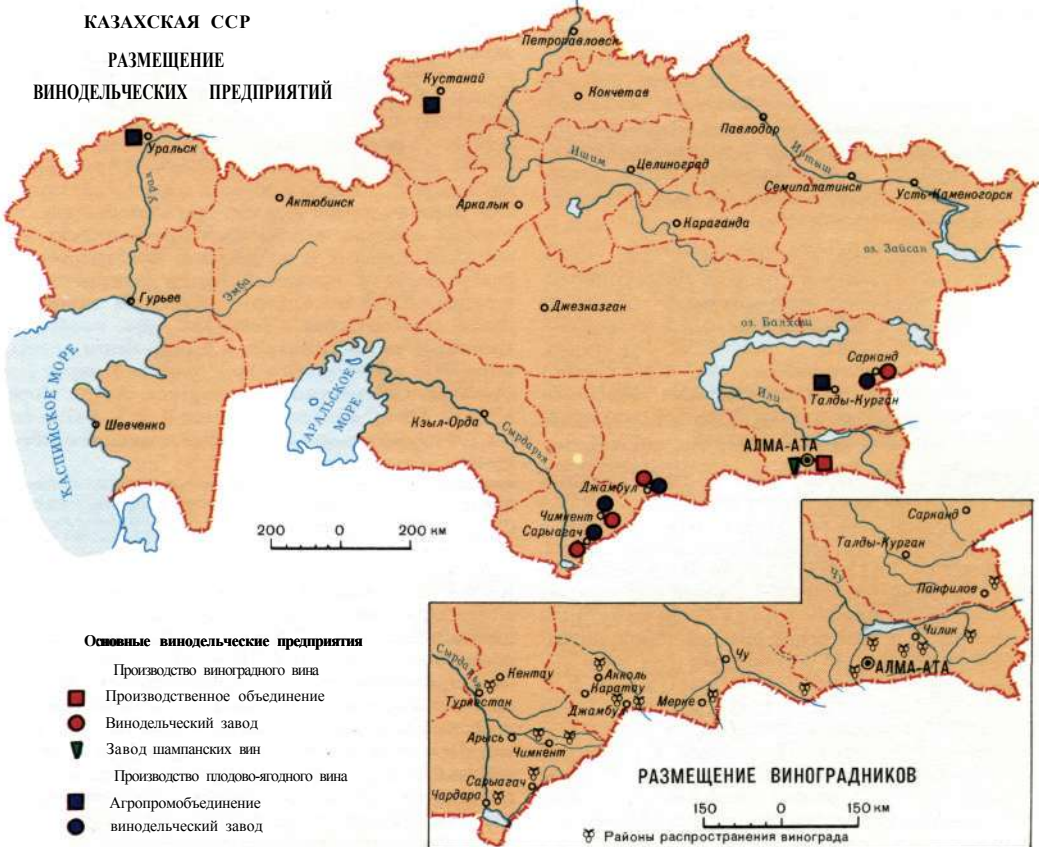 КАЗАХСКАЯ ССР
РАЗМЕЩЕНИЕ
ВИНОДЕЛЬЧЕСКИХ ПРЕДПРИЯТИЙ
Петропавловск
Кустанай
Кокчетав
Уральск
Павлодар
Урал
Ишим
Целиноград
Иртыш
Семипалатинск
Усть-Каменогорск
Актюбинск
Аркалык
Караганда
оз. Зайсан
Эмба
Гурьев
Джезказган
оз. Балхаш
КАСПИЙСКОЕ МОРЕ
АРАЛЬСКОЕ
МОРЕ
Сарканд
Талды-Курган
Или
Шевченко
Кзыл-Орда
Сырдарья
АЛМА-АТА
Джамбул
Чимкент
Сарыагач
200 0 200 км
Основные винодельческие предприятия
Производство виноградного вина
Производственное объединение
Винодельческий завод
Завод шампанских вин
Производство плодово-ягодного вина
Агропромобъединение
винодельческий завод
Сарканд
Талды-Курган
Чу
Панфилов
Чилик
АЛМА-АТА
Сырдарья
Кентау
Туркестан
Акколь
Каратау
Чу
Джамбул
Мерке
Арысь
Чимкент
Сарыагач
Чардара
РАЗМЕЩЕНИЕ ВИНОГРАДНИКОВ
150 0 150 км
Районы распространения винограда